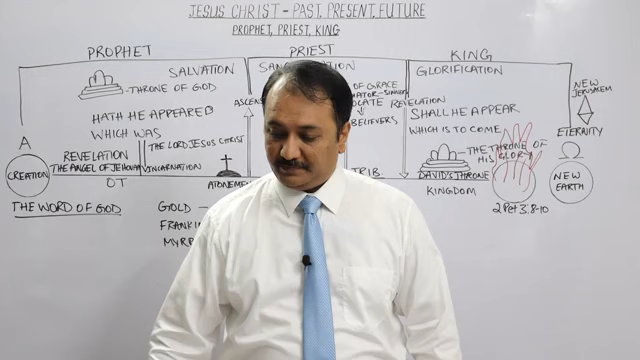 JESUS CHRIST - PAST, PRESENT, FUTURE
PROPHET, PRIEST, KING
PROPHET PRIEST KING
SALVATION
THRONE OF GOD
OF GRACE
GLORIFICATION
NEW JERUSALEM
HATH HE APPEARED
WHICH WAS
THE LORD JESUS CHRIST
BELIEVERS
REVELATION
SHALL HE APPEAR
WHICH IS TO COME
ETERNITY
A
Ω
CREATION
REVELATION
THE ANGEL OF JEHOVAH
INCARNATION
OT
ATONEMENT
TRIB.
THE THRONE OF
HIS GLORY
DAVID'S THRONE
KINGDOM
NEW
EARTH
2 Pet 3:8-10
THE WORD OF GOD
GOLD -